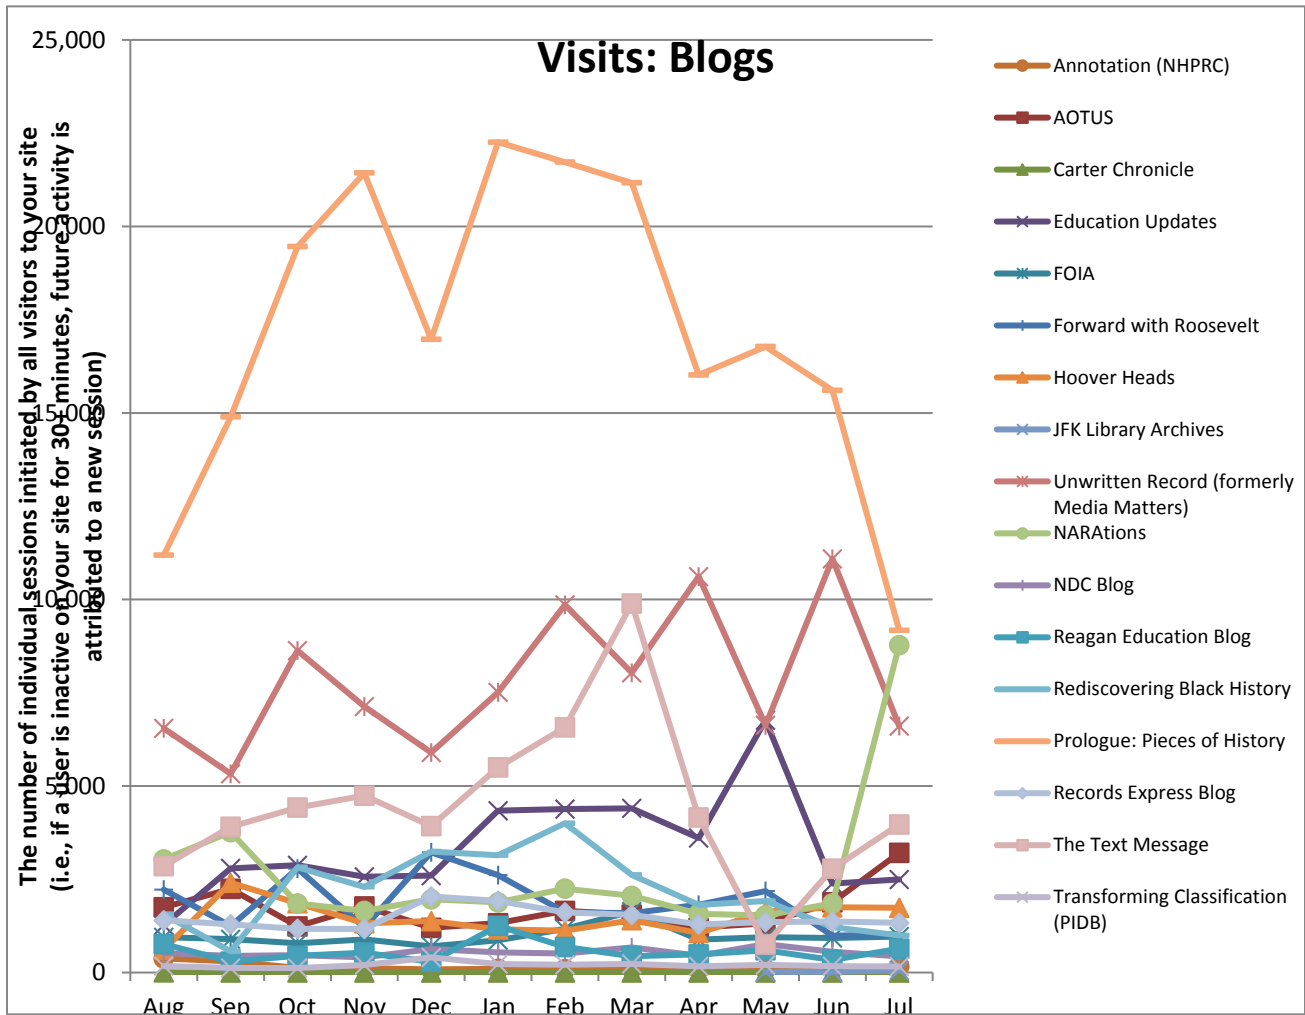 Visits: Blogs
The number of individual sessions initiated by all visitors to your site
(i.e., if a user is inactive on your site for 30+ minutes, future activity is
attributed to a new session)
25,000
20,000
15,000
10,000
5,000
0
Aug Sep Oct Nov Dec Jan Feb Mar Apr May Jun Jul
Annotation (NHPRC)
AOTUS
Carter Chronicle
Education Updates
FOIA
Forward with Roosevelt
Hoover Heads
JFK Library Archives
Unwritten Record (formerly
Media Matters)
NARAtions
NDC Blog
Reagan Education Blog
Rediscovering Black History
Prologue: Pieces of History
Records Express Blog
The Text Message
Transforming Classification
(PIDB)